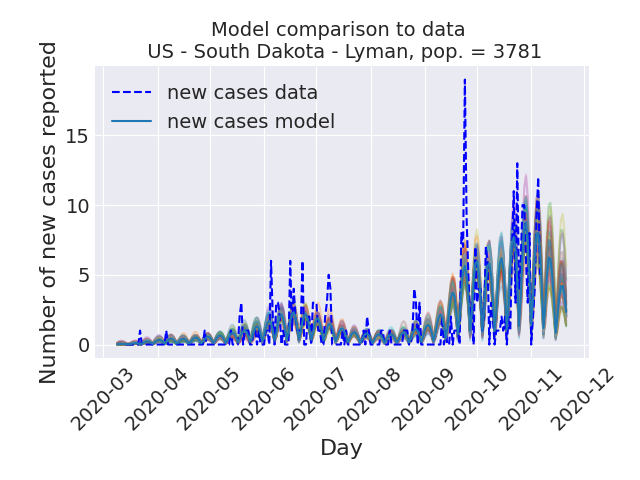 Model comparison to data
US - South Dakota - Lyman, pop. = 3781
new cases data
new cases model
Number of new cases reported
15
10
5
0
2020-03
2020-04
2020-05
2020-06
2020-07
2020-08
2020-09
2020-10
2020-11
2020-12
Day